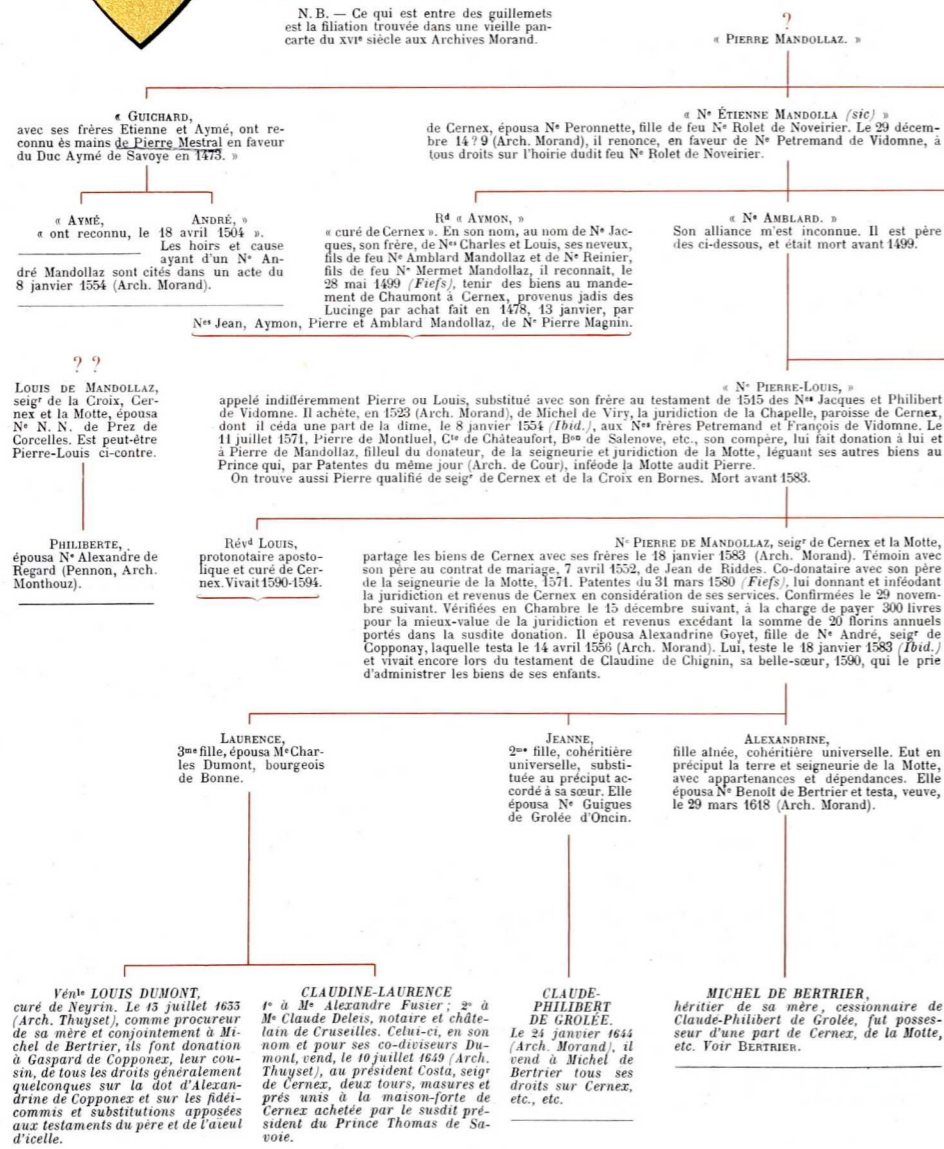 N. B. — Ce qui est entre des guillemets
est la filiation trouvée dans une vieille pan-
carte du XVIe siècle aux Archives Morand.
?
« PIERRE MANDOLLAZ. »
« GUICHARD,
avec ses frères Etienne et Aymé, ont re-
connu ès mains de Pierre Mestral en faveur
du Duc Aymé de Savoye en 1473. »
« Ne ÉTIENNE MANDOLLA (sic) »
de Cernex, épousa Ne Peronnette, fille de feu Ne Rolet de Noveirier. Le 29 décem-
bre 14?9 (Arch. Morand), il renonce, en faveur de Ne Petremand de Vidomne, à
tous droits sur l'hoirie dudit feu Ne Rolet de Noveirier.
« AYMÉ, ANDRÉ, »
« ont reconnu, le 18 avril 1504 ».
Les hoirs et cause
ayant d'un Ne An-
dré Mandollaz sont cités dans un acte du
8 janvier 1554 (Arch. Morand).
Rd « AYMON, »
« curé de Cernex ». En son nom, au nom de Ne Jac-
ques, son frère, de Nes Charles et Louis, ses neveux,
fils de feu Ne Amblard Mandollaz et de Ne Reinier,
fils de feu Ne Mermet Mandollaz, il reconnaît, le
28 mai 1499 (Fiefs), tenir des biens au mande-
ment de Chaumont à Cernex, provenus jadis des
Lucinge par achat fait en 1478, 13 janvier, par
Nes Jean, Aymon, Pierre et Amblard Mandollaz, de Ne Pierre Magnin.
« Ne AMBLARD. »
Son alliance m'est inconnue. Il est père
des ci-dessous, et était mort avant 1499.
? ?
LOUIS DE MANDOLLAZ,
seigr de la Croix, Cer-
nex et la Motte, épousa
Ne N. N. de Prez de
Corcelles. Est peut-être
Pierre-Louis ci-contre.
« Ne PIERRE-LOUIS, »
appelé indifféremment Pierre ou Louis, substitué avec son frère au testament de 1515 des Nes Jacques et Philibert
de Vidomne. Il achète, en 1523 (Arch. Morand), de Michel de Viry, la juridiction de la Chapelle, paroisse de Cernex,
dont il céda une part de la dîme, le 8 janvier 1554 (Ibid.), aux Nes frères Petremand et François de Vidomne. Le
11 juillet 1571, Pierre de Montluel, Cte de Châteaufort, Bon de Salenove, etc., son compère, lui fait donation à lui et
à Pierre de Mandollaz, filleul du donateur, de la seigneurie et juridiction de la Motte, léguant ses autres biens au
Prince qui, par Patentes du même jour (Arch. de Cour), inféode la Motte audit Pierre.
On trouve aussi Pierre qualifié de seigr de Cernex et de la Croix en Bornes. Mort avant 1583.
PHILIBERTE,
épousa Ne Alexandre de
Regard (Pennon, Arch.
Monthouz).
Révd LOUIS,
protonotaire aposto-
lique et curé de Cer-
nex. Vivait 1590-1594.
Ne PIERRE DE MANDOLLAZ, seigr de Cernex et la Motte,
partage les biens de Cernex avec ses frères le 18 janvier 1583 (Arch. Morand). Témoin avec
son père au contrat de mariage, 7 avril 1552, de Jean de Riddes. Co-donataire avec son père
de la seigneurie de la Motte, 1571. Patentes du 31 mars 1580 (Fiefs), lui donnant et inféodant
la juridiction et revenus de Cernex en considération de ses services. Confirmées le 29 novem-
bre suivant. Vérifiées en Chambre le 15 décembre suivant, à la charge de payer 300 livres
pour la mieux-value de la juridiction et revenus excédant la somme de 20 florins annuels
portés dans la susdite donation. Il épousa Alexandrine Goyet, fille de Ne André, seigr de
Copponay, laquelle testa le 14 avril 1556 (Arch. Morand). Lui, teste le 18 janvier 1583 (Ibid.)
et vivait encore lors du testament de Claudine de Chignin, sa belle-sœur, 1590, qui le prie
d'administrer les biens de ses enfants.
LAURENCE,
3me fille, épousa Me Char-
les Dumont, bourgeois
de Bonne.
JEANNE,
2me fille, cohéritière
universelle, substi-
tuée au préciput ac-
cordé à sa sœur. Elle
épousa Ne Guigues
de Grolée d'Oncin.
ALEXANDRINE,
fille aînée, cohéritière universelle. Eut en
préciput la terre et seigneurie de la Motte,
avec appartenances et dépendances. Elle
épousa Ne Benoît de Bertrier et testa, veuve,
le 29 mars 1618 (Arch. Morand).
Vénle LOUIS DUMONT,
curé de Neyrin. Le 13 juillet 1633
(Arch. Thuyset), comme procureur
de sa mère et conjointement à Mi-
chel de Bertrier, ils font donation
à Gaspard de Copponex, leur cou-
sin, de tous les droits généralement
quelconques sur la dot d'Alexan-
drine de Copponex et sur les fidéi-
commis et substitutions apposées
aux testaments du père et de l'aïeul
d'icelle.
CLAUDINE-LAURENCE
1° à Me Alexandre Fusier ; 2° à
Me Claude Deleis, notaire et châte-
lain de Cruseilles. Celui-ci, en son
nom et pour ses co-diviseurs Du-
mont, vend, le 10 juillet 1649 (Arch.
Thuyset), au président Costa, seigr
de Cernex, deux tours, masures et
prés unis à la maison-forte de
Cernex achetée par le susdit pré-
sident du Prince Thomas de Sa-
voie.
CLAUDE-
PHILIBERT
DE GROLÉE.
Le 24 janvier 1644
(Arch. Morand), il
vend à Michel de
Bertrier tous ses
droits sur Cernex,
etc., etc.
MICHEL DE BERTRIER,
héritier de sa mère, cessionnaire de
Claude-Philibert de Grolée, fut posses-
seur d'une part de Cernex, de la Motte,
etc. Voir BERTRIER.